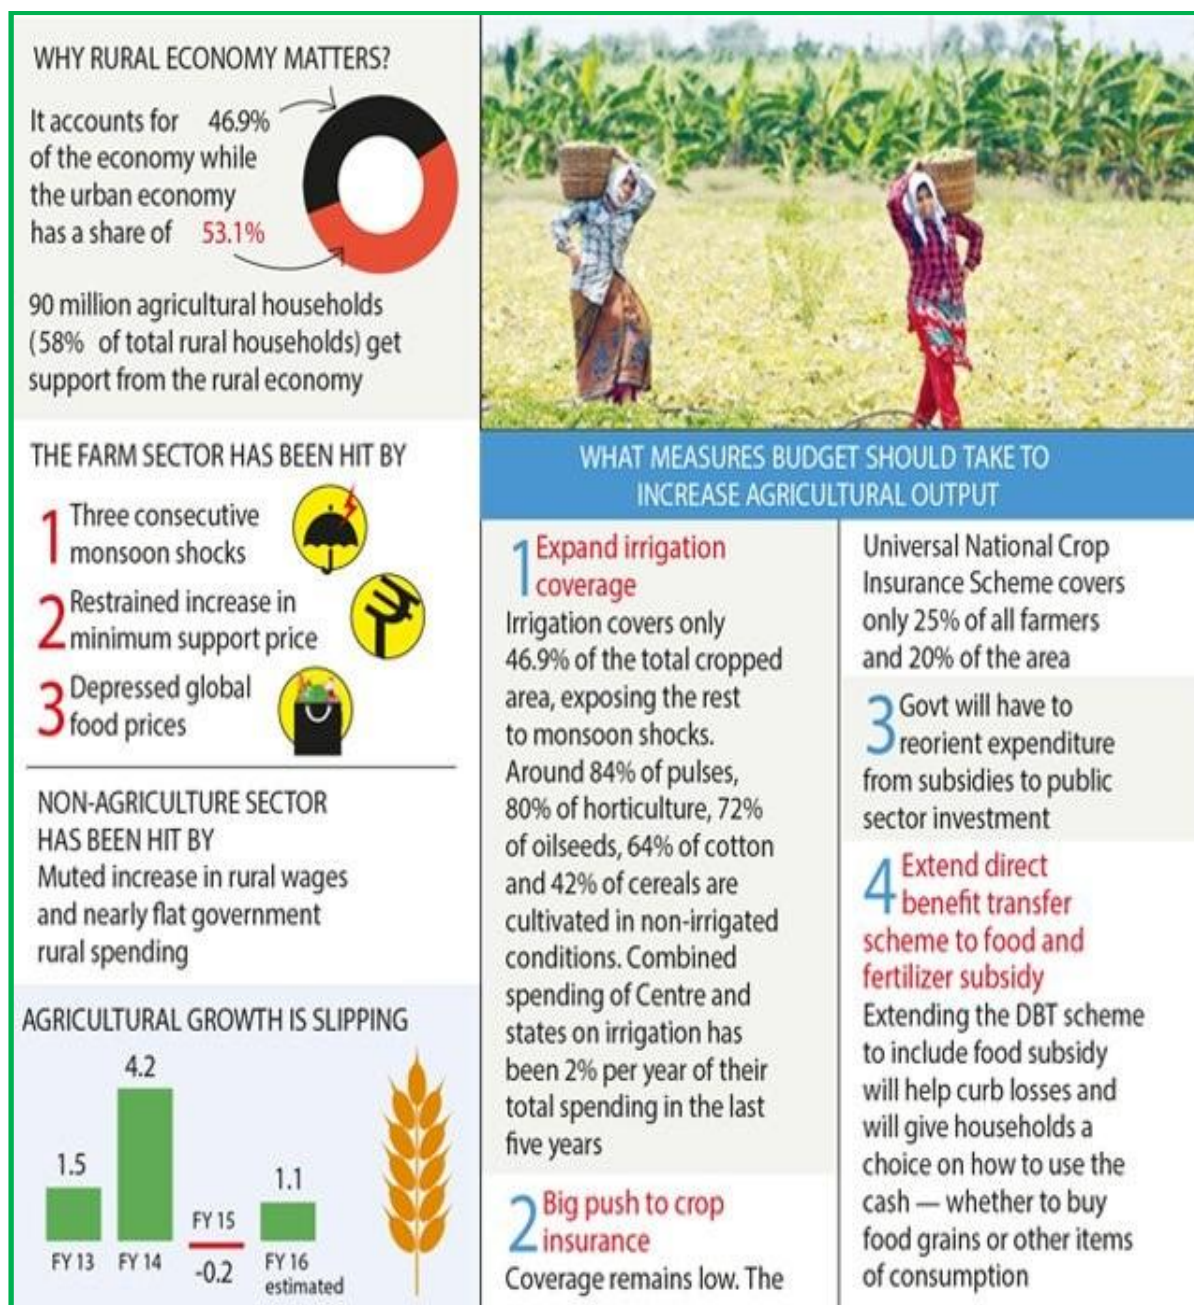 WHY RURAL ECONOMY MATTERS?
It accounts for 46.9%
of the economy while
the urban economy
has a share of 53.1%
90 million agricultural households
(58% of total rural households) get
support from the rural economy
THE FARM SECTOR HAS BEEN HIT BY
1 Three consecutive
monsoon shocks
2 Restrained increase in
minimum support price
3 Depressed global
food prices
NON-AGRICULTURE SECTOR
HAS BEEN HIT BY
Muted increase in rural wages
and nearly flat government
rural spending
AGRICULTURAL GROWTH IS SLIPPING
1.5
FY 13
4.2
FY 14
FY 15
-0.2
1.1
FY 16
estimated
WHAT MEASURES BUDGET SHOULD TAKE TO
INCREASE AGRICULTURAL OUTPUT
1 Expand irrigation
coverage
Irrigation covers only
46.9% of the total cropped
area, exposing the rest
to monsoon shocks.
Around 84% of pulses,
80% of horticulture, 72%
of oilseeds, 64% of cotton
and 42% of cereals are
cultivated in non-irrigated
conditions. Combined
spending of Centre and
states on irrigation has
been 2% per year of their
total spending in the last
five years
2 Big push to crop
insurance
Coverage remains low. The
Universal National Crop
Insurance Scheme covers
only 25% of all farmers
and 20% of the area
3 Govt will have to
reorient expenditure
from subsidies to public
sector investment
4 Extend direct
benefit transfer
scheme to food and
fertilizer subsidy
Extending the DBT scheme
to include food subsidy
will help curb losses and
will give households a
choice on how to use the
cash — whether to buy
food grains or other items
of consumption